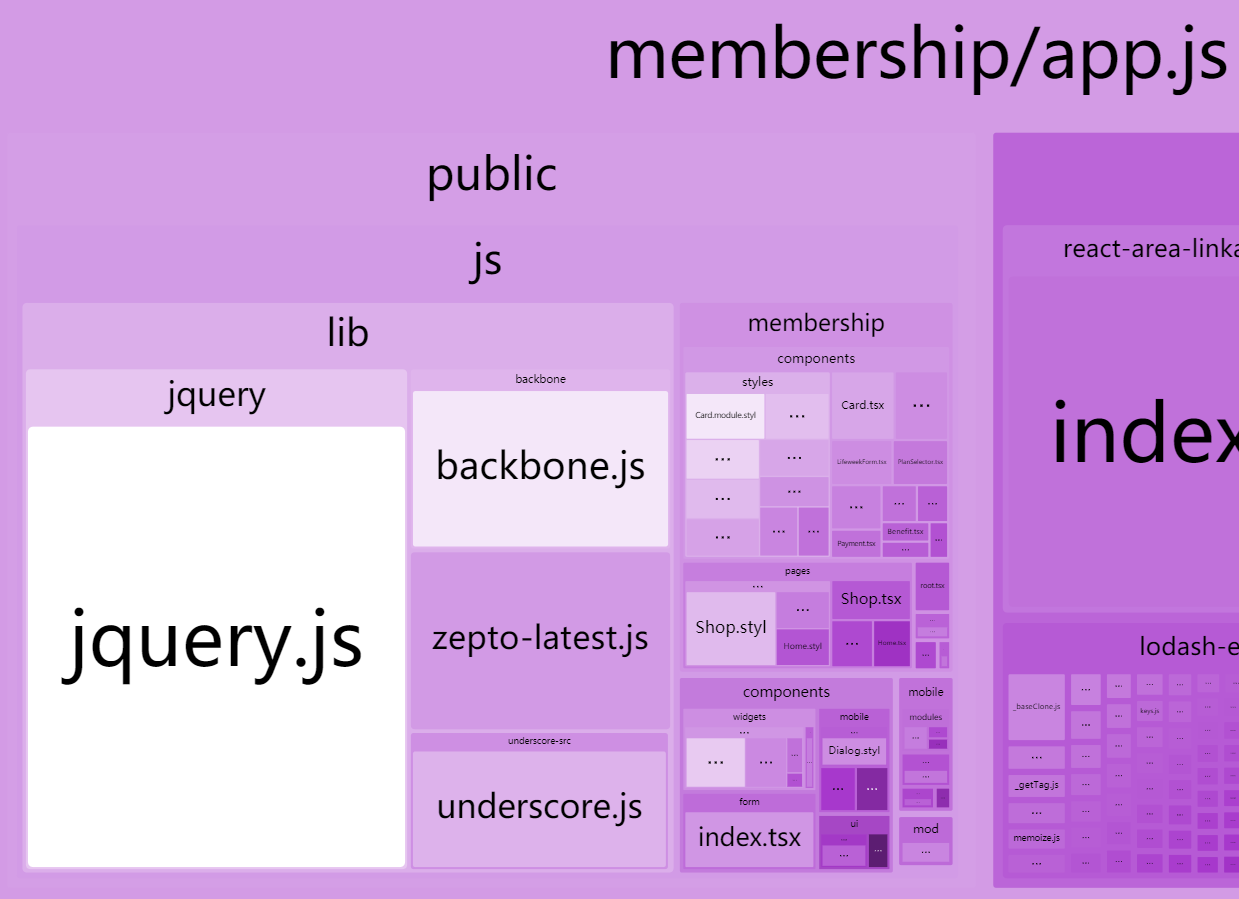 membership/app.js
public
js
lib
jquery
jquery.js
backbone
backbone.js
zepto-latest.js
underscore-src
underscore.js
membership
components
styles
Card.module.styl
...
Card.tsx
...
...
...
LifeweekForm.tsx
PlanSelector.tsx
...
...
...
...
...
...
...
...
Payment.tsx
Benefit.tsx
...
...
pages
...
Shop.styl
...
Home.styl
Shop.tsx
...
Home.tsx
root.tsx
...
...
...
...
components
widgets
...
...
...
...
...
form
index.tsx
mobile
...
Dialog.styl
...
...
ui
...
...
...
mobile
modules
...
...
...
...
...
...
...
...
mod
...
react-area-linka
index
lodash-e
_baseClone.js
...
_getTag.js
...
memoize.js
...
keys.js